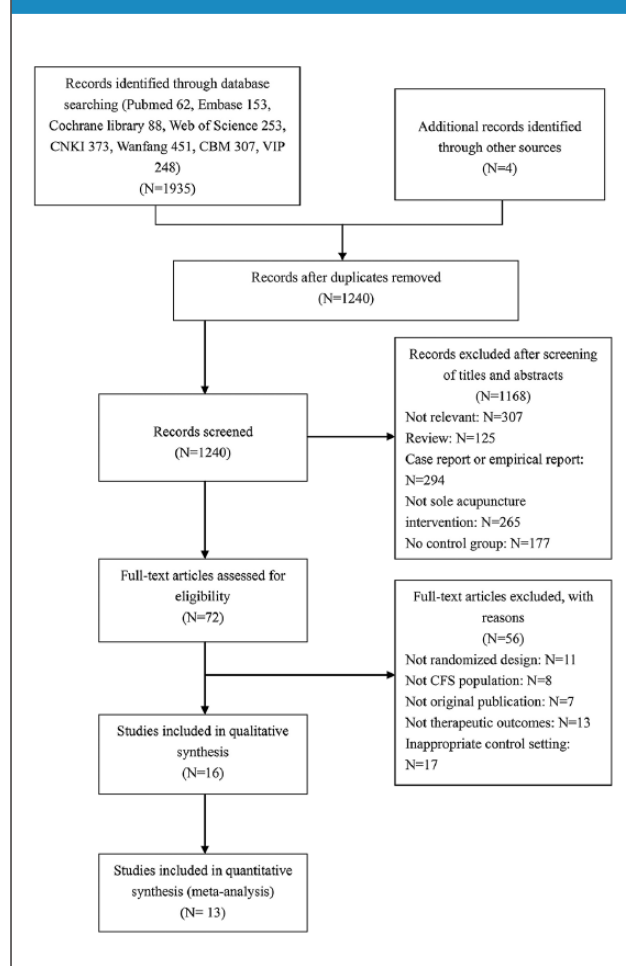 Records identified through database
searching (Pubmed 62, Embase 153,
Cochrane library 88, Web of Science 253,
CNKI 373, Wanfang 451, CBM 307, VIP
248)
(N=1935)
Additional records identified
through other sources
(N=4)
Records after duplicates removed
(N=1240)
Records excluded after screening
of titles and abstracts
(N=1168)
Not relevant: N=307
Review: N=125
Case report or empirical report:
N=294
Not sole acupuncture
intervention: N=265
No control group: N=177
Records screened
(N=1240)
Full-text articles assessed for
eligibility
(N=72)
Full-text articles excluded, with
reasons
(N=56)
Not randomized design: N=11
Not CFS population: N=8
Not original publication: N=7
Not therapeutic outcomes: N=13
Inappropriate control setting:
N=17
Studies included in qualitative
synthesis
(N=16)
Studies included in quantitative
synthesis (meta-analysis)
(N= 13)